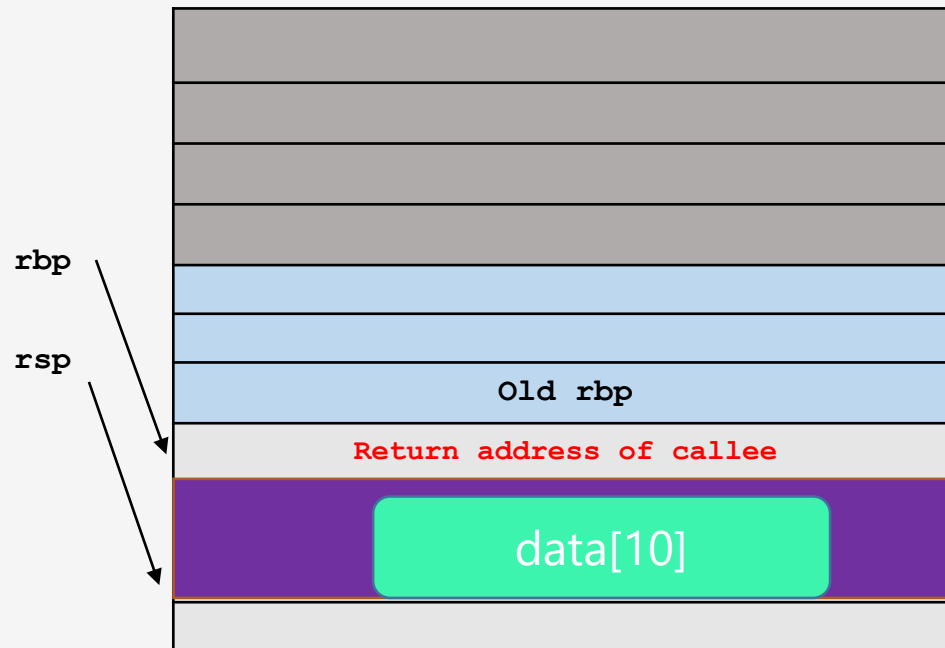 rbp
rsp
Old rbp
Return address of callee
data[10]